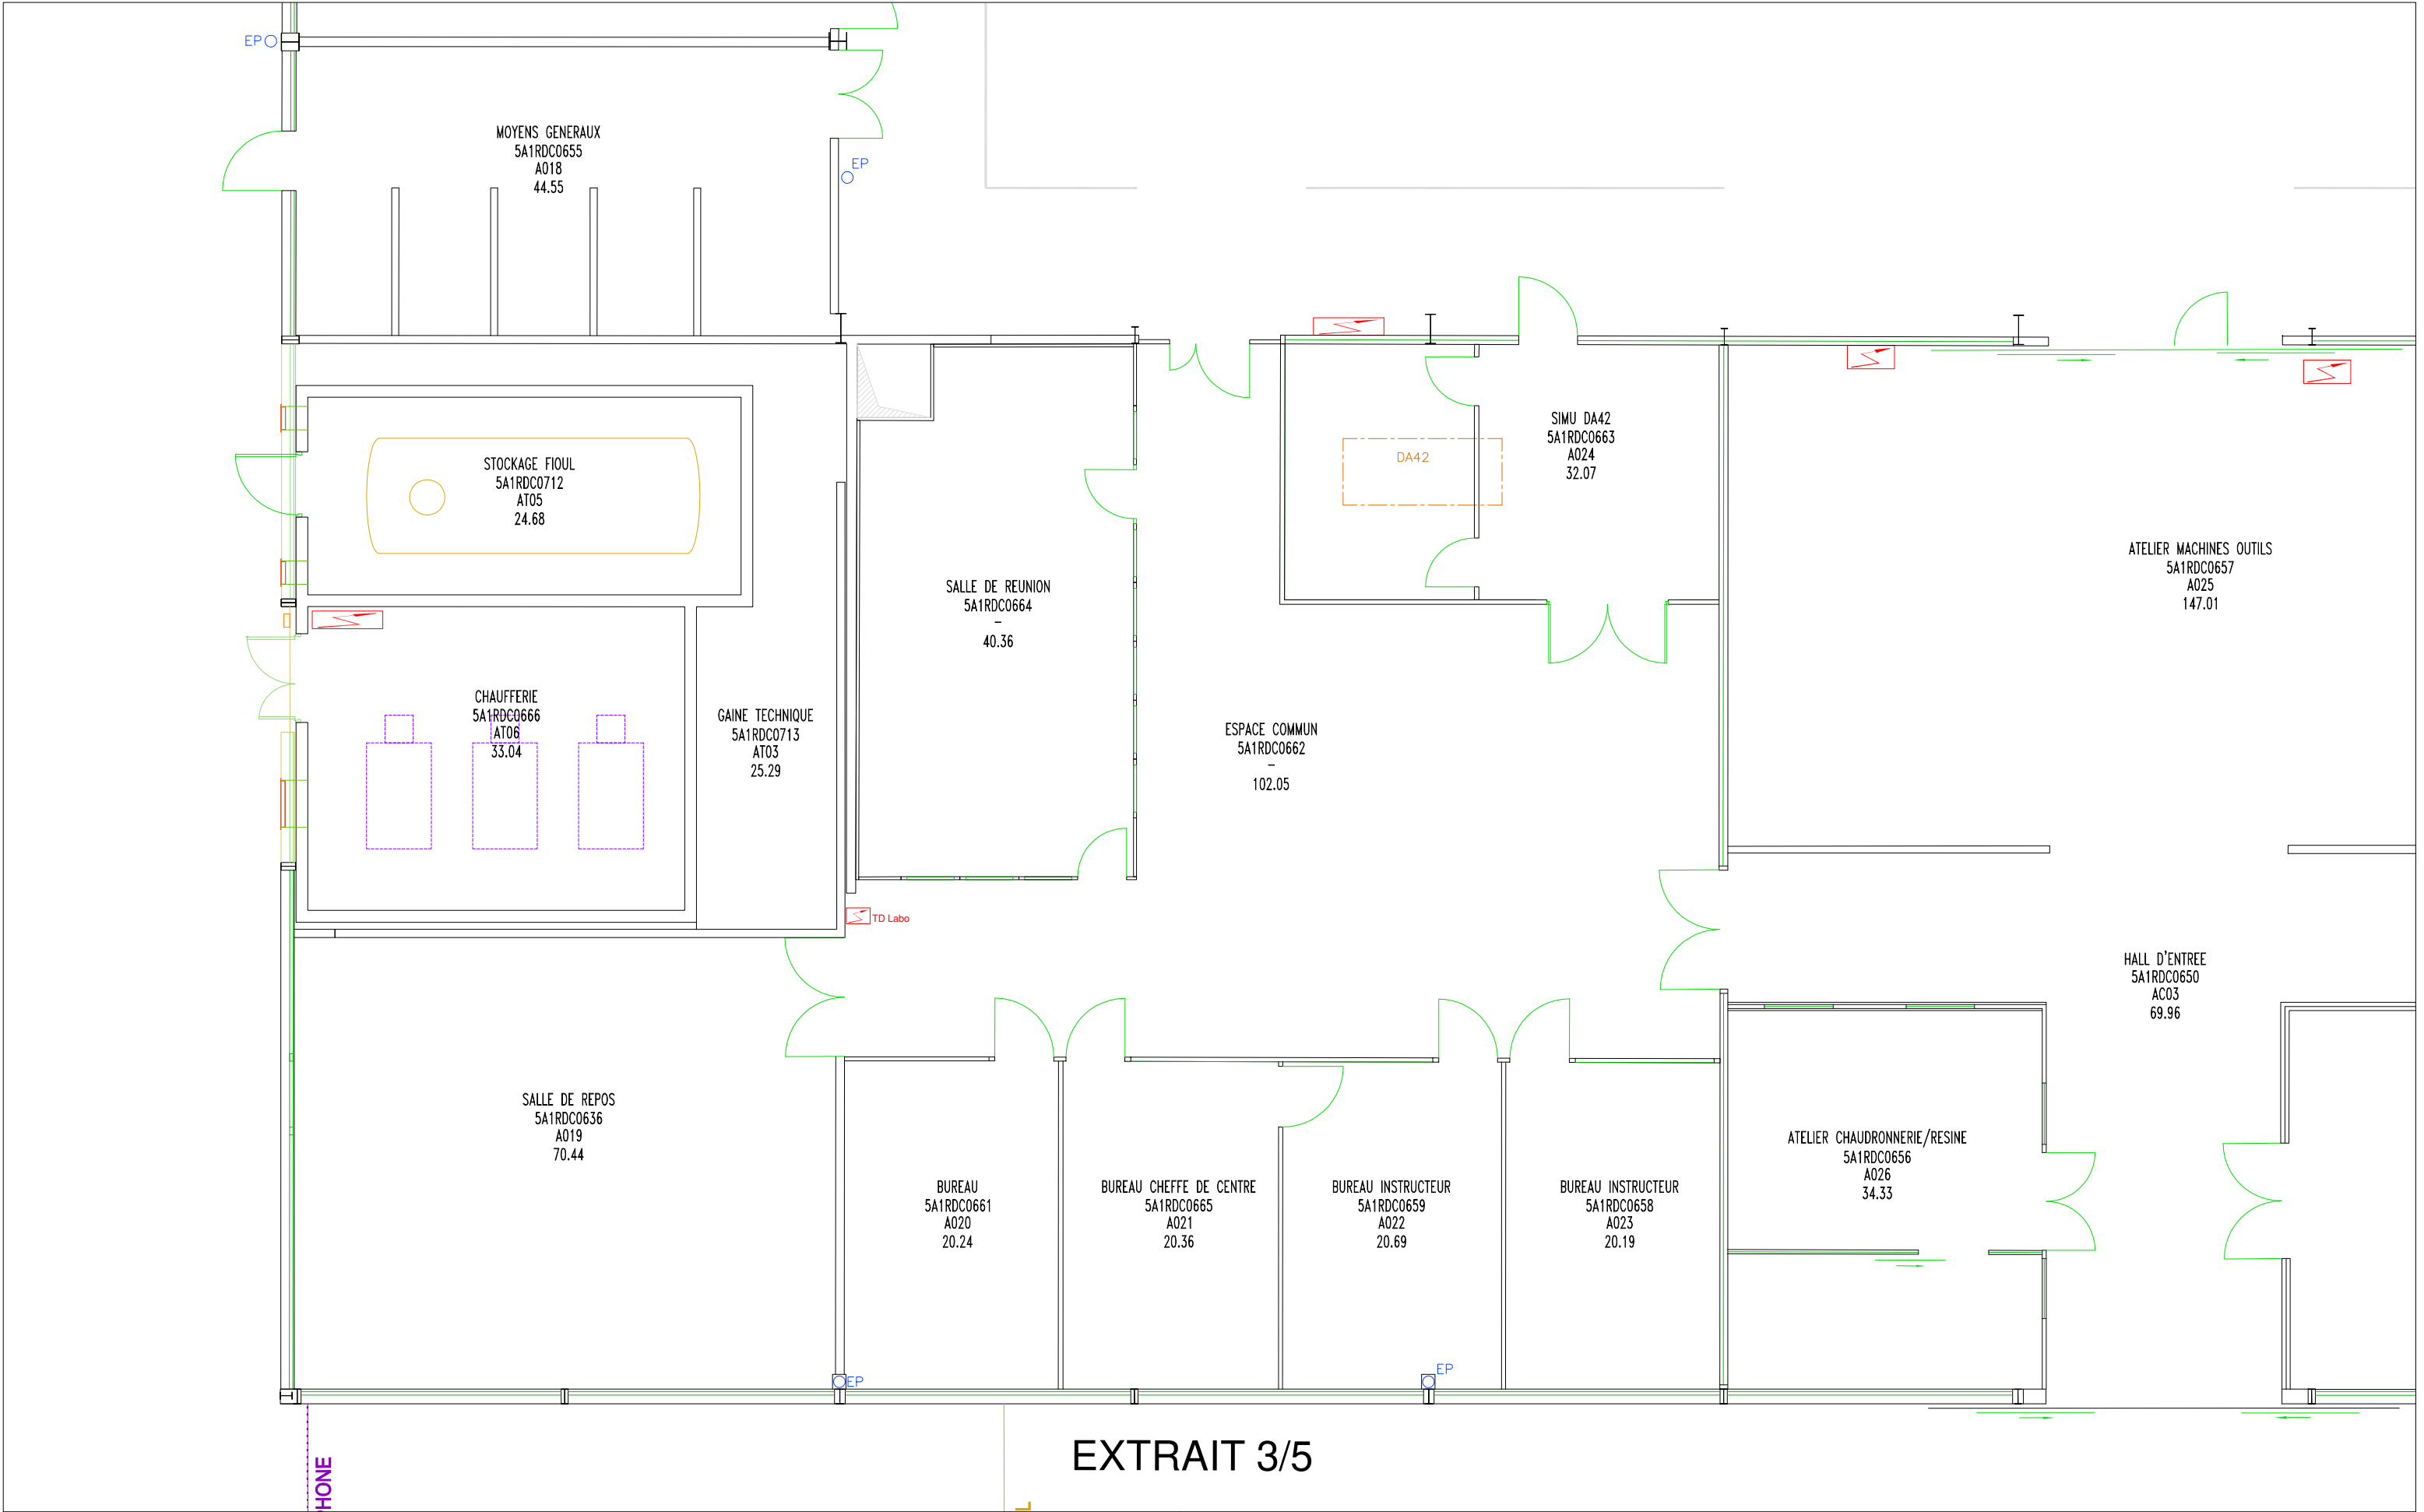 EP
MOYENS GENERAUX
5A1RDC0655
A018
44.55
EP
STOCKAGE FIOUL
5A1RDC0712
AT05
24.68
SIMU DA42
5A1RDC0663
A024
32.07
DA42
ATELIER MACHINES OUTILS
5A1RDC0657
A025
147.01
SALLE DE REUNION
5A1RDC0664
-
40.36
CHAUFFERIE
5A1RDC0666
AT06
33.04
GAINE TECHNIQUE
5A1RDC0713
AT03
25.29
ESPACE COMMUN
5A1RDC0662
-
102.05
TD Labo
HALL D'ENTREE
5A1RDC0650
AC03
69.96
SALLE DE REPOS
5A1RDC0636
A019
70.44
ATELIER CHAUDRONNERIE/RESINE
5A1RDC0656
A026
34.33
BUREAU
5A1RDC0661
A020
20.24
BUREAU CHEFFE DE CENTRE
5A1RDC0665
A021
20.36
BUREAU INSTRUCTEUR
5A1RDC0659
A022
20.69
BUREAU INSTRUCTEUR
5A1RDC0658
A023
20.19
EP
EP
EXTRAIT 3/5
HONE
L